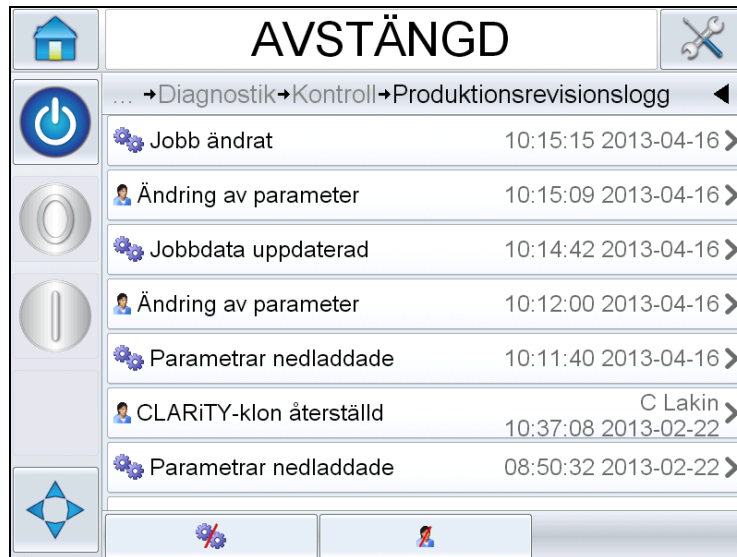 AVSTÄNGD
... →Diagnostik→Kontroll→Produktionsrevisionslogg
Jobb ändrat 10:15:15 2013-04-16
Ändring av parameter 10:15:09 2013-04-16
Jobbdata uppdaterad 10:14:42 2013-04-16
Ändring av parameter 10:12:00 2013-04-16
Parametrar nedladdade 10:11:40 2013-04-16
CLARiTY-klon återställd C Lakin
10:37:08 2013-02-22
Parametrar nedladdade 08:50:32 2013-02-22